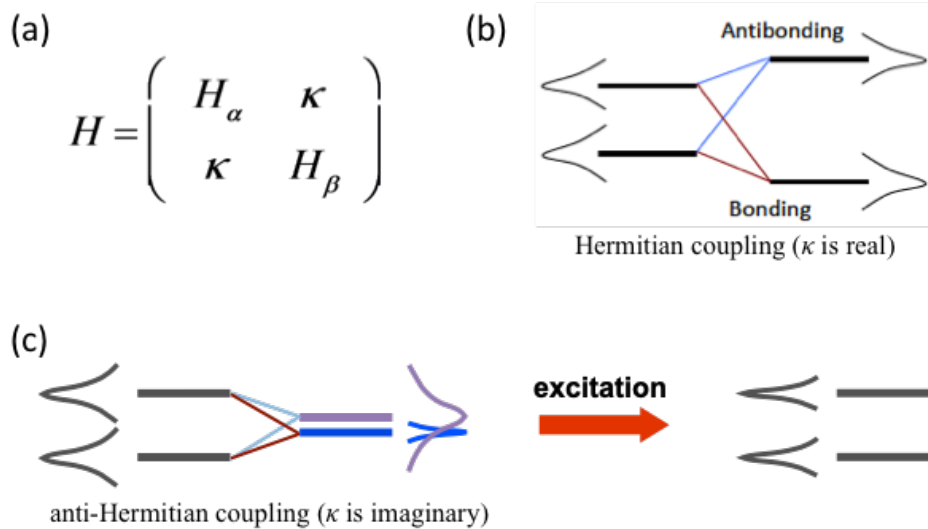 (a)
H = ( H_α κ
κ H_β )
(b)
Antibonding
Bonding
Hermitian coupling (κ is real)
(c)
excitation
anti-Hermitian coupling (κ is imaginary)